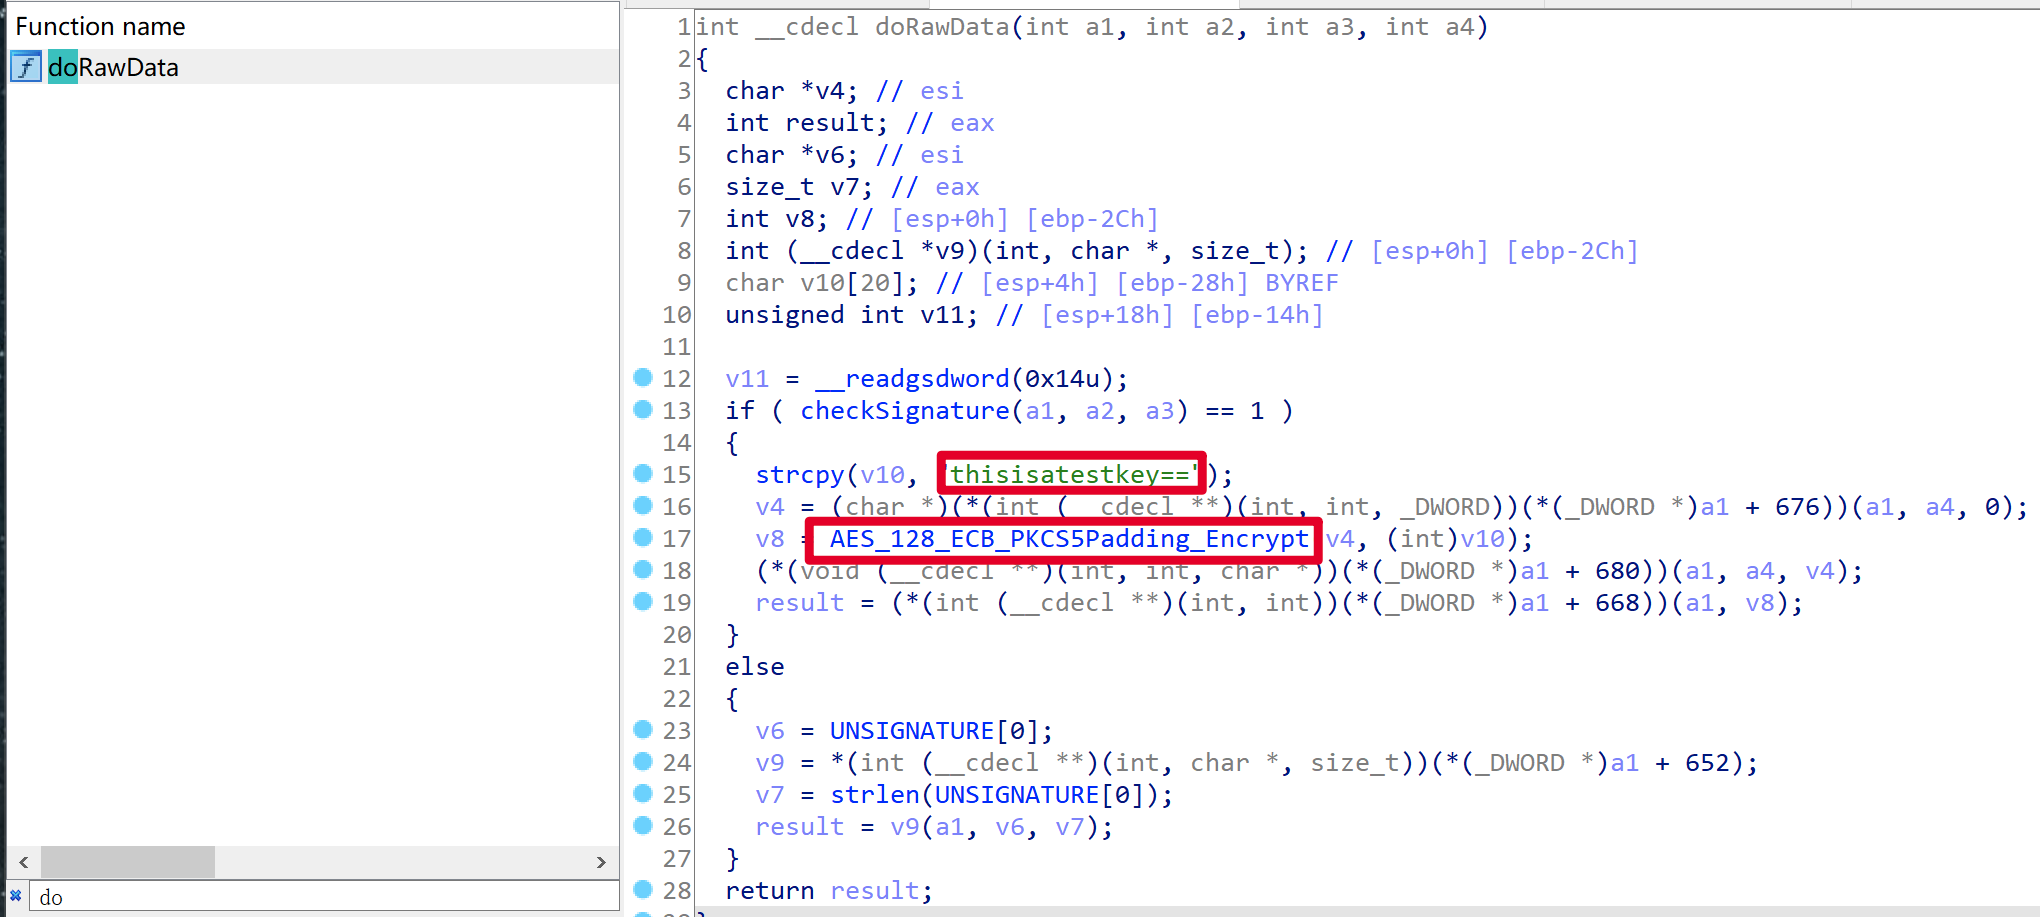 Function name
f doRawData
do
1 int __cdecl doRawData(int a1, int a2, int a3, int a4)
2 {
3 char *v4; // esi
4 int result; // eax
5 char *v6; // esi
6 size_t v7; // eax
7 int v8; // [esp+0h] [ebp-2Ch]
8 int (__cdecl *v9)(int, char *, size_t); // [esp+0h] [ebp-2Ch]
9 char v10[20]; // [esp+4h] [ebp-28h] BYREF
10 unsigned int v11; // [esp+18h] [ebp-14h]
11
12 v11 = __readgsdword(0x14u);
13 if ( checkSignature(a1, a2, a3) == 1 )
14 {
15 strcpy(v10, "thisisatestkey==");
16 v4 = (char *)(*(int (__cdecl **)(int, int, _DWORD))(*(_DWORD *)a1 + 676))(a1, a4, 0);
17 v8 = AES_128_ECB_PKCS5Padding_Encrypt(v4, (int)v10);
18 (*(void (__cdecl **)(int, int, char *))(*(_DWORD *)a1 + 680))(a1, a4, v4);
19 result = (*(int (__cdecl **)(int, int))(*(_DWORD *)a1 + 668))(a1, v8);
20 }
21 else
22 {
23 v6 = UNSIGNATURE[0];
24 v9 = *(int (__cdecl **)(int, char *, size_t))(*(_DWORD *)a1 + 652);
25 v7 = strlen(UNSIGNATURE[0]);
26 result = v9(a1, v6, v7);
27 }
28 return result;